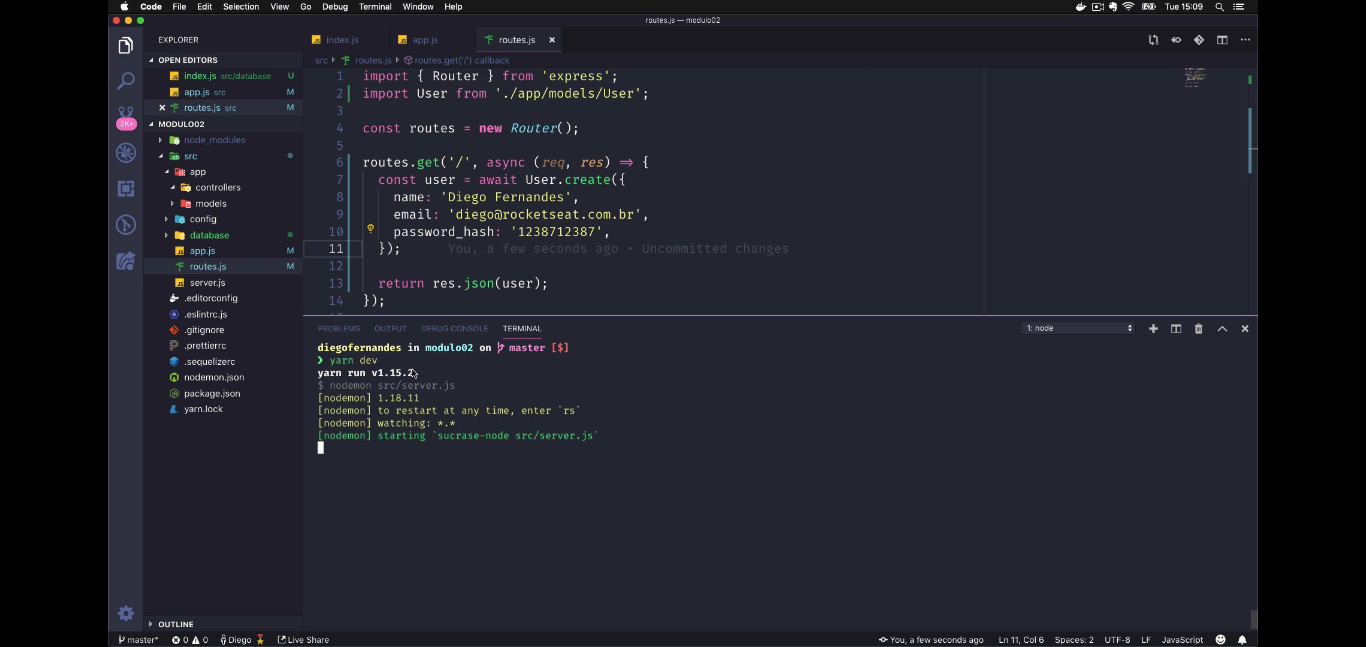 Code File Edit Selection View Go Debug Terminal Window Help Tue 15:09
routes.js — modulo02
EXPLORER
OPEN EDITORS
index.js src/database U
app.js src M
routes.js src M
MODULO02
node_modules
src
app
controllers
models
config
database
app.js M
routes.js M
server.js
.editorconfig
.eslintrc.js
.gitignore
.prettierrc
.sequelizerc
nodemon.json
package.json
yarn.lock
OUTLINE
2K+
index.js app.js routes.js
src routes.js routes.get('/') callback
1 import { Router } from 'express';
2 import User from './app/models/User';
3
4 const routes = new Router();
5
6 routes.get('/', async (req, res) => {
7 const user = await User.create({
8 name: 'Diego Fernandes',
9 email: 'diego@rocketseat.com.br',
10 password_hash: '1238712387',
11 }); You, a few seconds ago • Uncommitted changes
12
13 return res.json(user);
14 });
PROBLEMS OUTPUT DEBUG CONSOLE TERMINAL 1: node
diegofernandes in modulo02 on master [$]
❯ yarn dev
yarn run v1.15.2
$ nodemon src/server.js
[nodemon] 1.18.11
[nodemon] to restart at any time, enter `rs`
[nodemon] watching: *.*
[nodemon] starting `sucrase-node src/server.js`
master* 0 0 Diego Live Share You, a few seconds ago Ln 11, Col 6 Spaces: 2 UTF-8 LF JavaScript